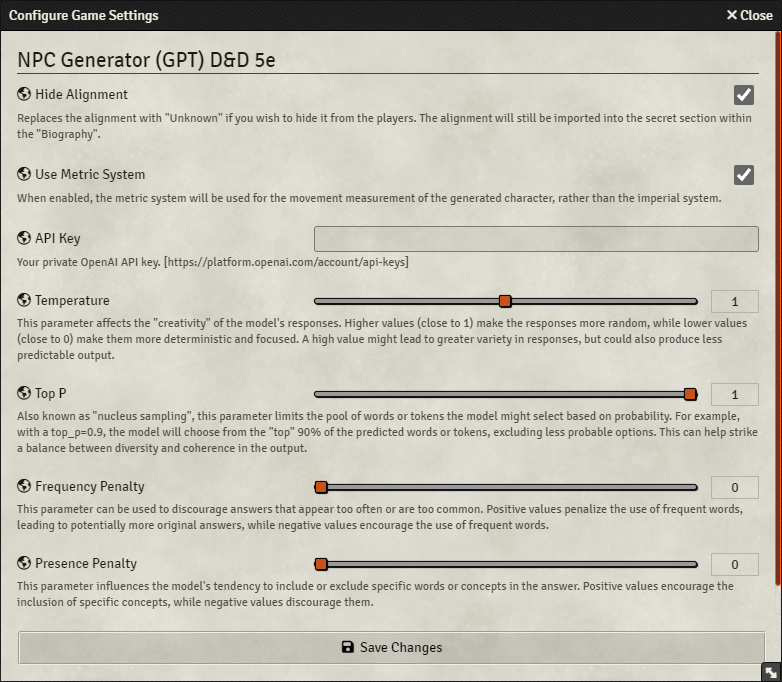 Configure Game Settings
Close
NPC Generator (GPT) D&D 5e
Hide Alignment
Replaces the alignment with "Unknown" if you wish to hide it from the players. The alignment will still be imported into the secret section within
the "Biography".
Use Metric System
When enabled, the metric system will be used for the movement measurement of the generated character, rather than the imperial system.
API Key
Your private OpenAI API key. [https://platform.openai.com/account/api-keys]
Temperature
1
This parameter affects the "creativity" of the model's responses. Higher values (close to 1) make the responses more random, while lower values
(close to 0) make them more deterministic and focused. A high value might lead to greater variety in responses, but could also produce less
predictable output.
Top P
1
Also known as "nucleus sampling", this parameter limits the pool of words or tokens the model might select based on probability. For example,
with a top_p=0.9, the model will choose from the "top" 90% of the predicted words or tokens, excluding less probable options. This can help strike
a balance between diversity and coherence in the output.
Frequency Penalty
0
This parameter can be used to discourage answers that appear too often or are too common. Positive values penalize the use of frequent words,
leading to potentially more original answers, while negative values encourage the use of frequent words.
Presence Penalty
0
This parameter influences the model's tendency to include or exclude specific words or concepts in the answer. Positive values encourage the
inclusion of specific concepts, while negative values discourage them.
Save Changes